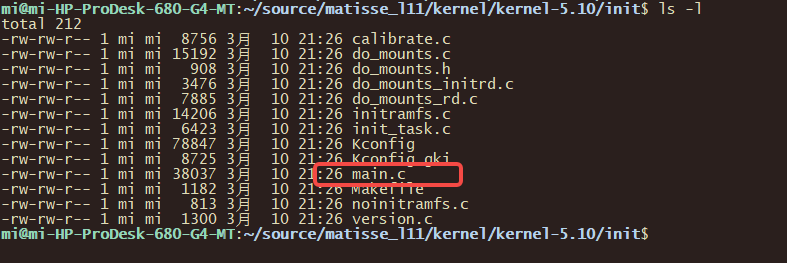 mi@mi-HP-ProDesk-680-G4-MT:~/source/matisse_l11/kernel/kernel-5.10/init$ ls -l
total 212
-rw-rw-r-- 1 mi mi  8756 3月  10 21:26 calibrate.c
-rw-rw-r-- 1 mi mi 15192 3月  10 21:26 do_mounts.c
-rw-rw-r-- 1 mi mi   908 3月  10 21:26 do_mounts.h
-rw-rw-r-- 1 mi mi  3476 3月  10 21:26 do_mounts_initrd.c
-rw-rw-r-- 1 mi mi  7885 3月  10 21:26 do_mounts_rd.c
-rw-rw-r-- 1 mi mi 14206 3月  10 21:26 initramfs.c
-rw-rw-r-- 1 mi mi  6423 3月  10 21:26 init_task.c
-rw-rw-r-- 1 mi mi 78847 3月  10 21:26 Kconfig
-rw-rw-r-- 1 mi mi  8725 3月  10 21:26 Kconfig.gki
-rw-rw-r-- 1 mi mi 38037 3月  10 21:26 main.c
-rw-rw-r-- 1 mi mi  1182 3月  10 21:26 Makefile
-rw-rw-r-- 1 mi mi   813 3月  10 21:26 noinitramfs.c
-rw-rw-r-- 1 mi mi  1300 3月  10 21:26 version.c
mi@mi-HP-ProDesk-680-G4-MT:~/source/matisse_l11/kernel/kernel-5.10/init$